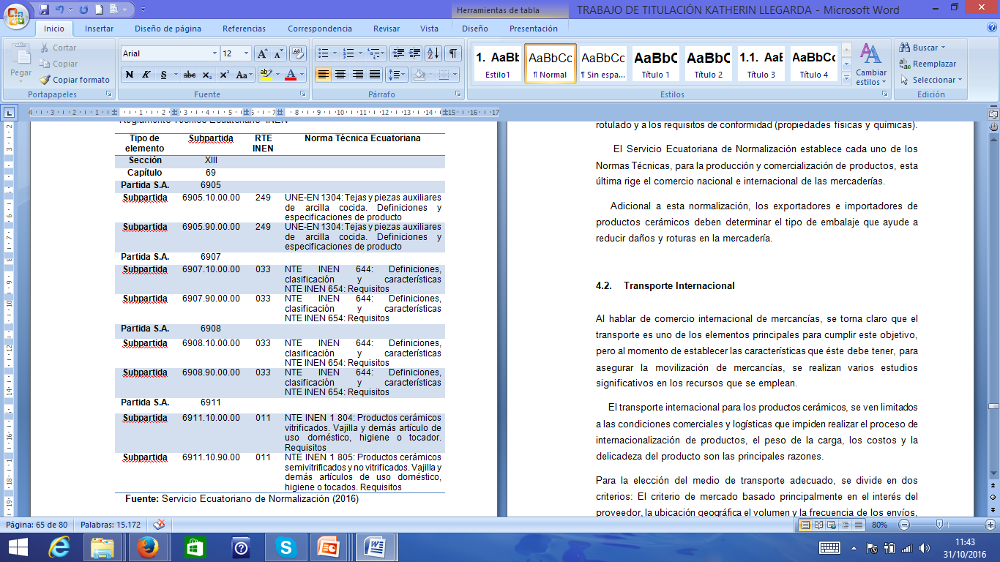 Herramientas de tabla
TRABAJO DE TITULACIÓN KATHERIN LLEGARDA - Microsoft Word
Inicio Insertar Diseño de página Referencias Correspondencia Revisar Vista Diseño Presentación
Pegar
Cortar
Copiar
Copiar formato
Portapapeles
Arial 12
N K S abc x₂ x² Aa ab A
Fuente
Párrafo
1. AaBb AaBbCc AaBbCc AaBbC AaBbC 1.1. AaE AaBbCc
Estilo1 ¶ Normal ¶ Sin espa... Título 1 Título 2 Título 3 Título 4
Cambiar estilos
Estilos
Buscar
Reemplazar
Seleccionar
Edición
Reglamento Técnico Ecuatoriano INEN
Tipo de elemento Subpartida RTE INEN Norma Técnica Ecuatoriana
Sección XIII
Capítulo 69
Partida S.A. 6905
Subpartida 6905.10.00.00 249 UNE-EN 1304: Tejas y piezas auxiliares
de arcilla cocida. Definiciones y
especificaciones de producto
Subpartida 6905.90.00.00 249 UNE-EN 1304: Tejas y piezas auxiliares
de arcilla cocida. Definiciones y
especificaciones de producto
Partida S.A. 6907
Subpartida 6907.10.00.00 033 NTE INEN 644: Definiciones,
clasificación y características
NTE INEN 654: Requisitos
Subpartida 6907.90.00.00 033 NTE INEN 644: Definiciones,
clasificación y características
NTE INEN 654: Requisitos
Partida S.A. 6908
Subpartida 6908.10.00.00 033 NTE INEN 644: Definiciones,
clasificación y características
NTE INEN 654: Requisitos
Subpartida 6908.90.00.00 033 NTE INEN 644: Definiciones,
clasificación y características
NTE INEN 654: Requisitos
Partida S.A. 6911
Subpartida 6911.10.00.00 011 NTE INEN 1 804: Productos cerámicos
vitrificados. Vajilla y demás artículo de
uso doméstico, higiene o tocador.
Requisitos
Subpartida 6911.10.90.00 011 NTE INEN 1 805: Productos cerámicos
semivitrificados y no vitrificados. Vajilla y
demás artículos de uso doméstico,
higiene o tocados. Requisitos
Fuente: Servicio Ecuatoriano de Normalización (2016)
rotulado y a los requisitos de conformidad (propiedades físicas y químicas).
El Servicio Ecuatoriana de Normalización establece cada uno de los
Normas Técnicas, para la producción y comercialización de productos, esta
última rige el comercio nacional e internacional de las mercaderías.
Adicional a esta normalización, los exportadores e importadores de
productos cerámicos deben determinar el tipo de embalaje que ayude a
reducir daños y roturas en la mercadería.
4.2. Transporte Internacional
Al hablar de comercio internacional de mercancías, se torna claro que el
transporte es uno de los elementos principales para cumplir este objetivo,
pero al momento de establecer las características que éste debe tener, para
asegurar la movilización de mercancías, se realizan varios estudios
significativos en los recursos que se emplean.
El transporte internacional para los productos cerámicos, se ven limitados
a las condiciones comerciales y logísticas que impiden realizar el proceso de
internacionalización de productos, el peso de la carga, los costos y la
delicadeza del producto son las principales razones.
Para la elección del medio de transporte adecuado, se divide en dos
criterios: El criterio de mercado basado principalmente en el interés del
proveedor, la ubicación geográfica el volumen y la frecuencia de los envíos,
Página: 65 de 80 Palabras: 15.172 80%
11:43
31/10/2016